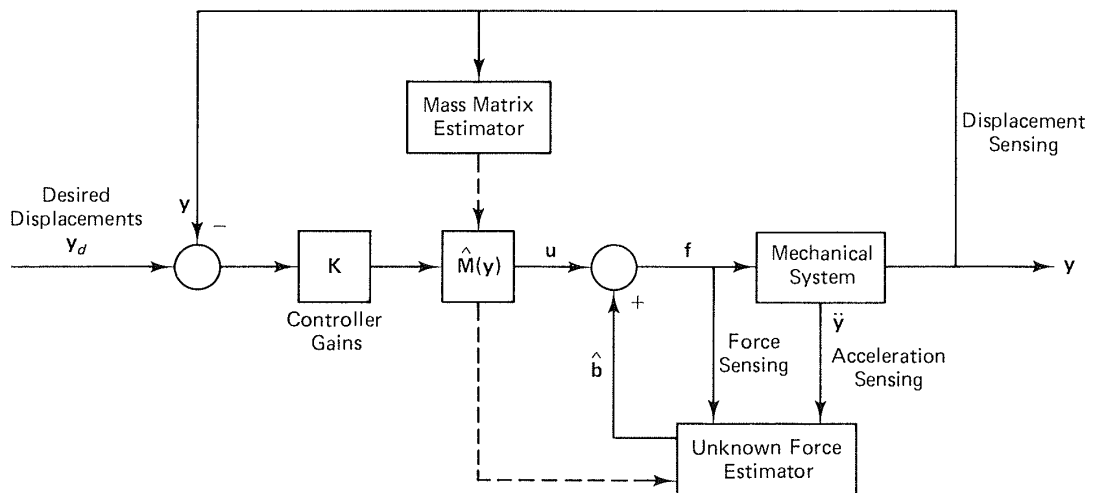 Mass Matrix
Estimator
Displacement
Sensing
Desired
Displacements
y_d
y
−
K
Controller
Gains
M̂(y)
u
+
f
Mechanical
System
y
ÿ
b̂
Force
Sensing
Acceleration
Sensing
Unknown Force
Estimator